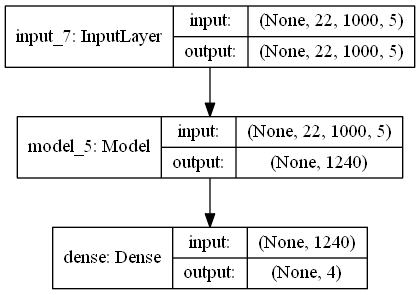 input_7: InputLayer
input: (None, 22, 1000, 5)
output: (None, 22, 1000, 5)
model_5: Model
input: (None, 22, 1000, 5)
output: (None, 1240)
dense: Dense
input: (None, 1240)
output: (None, 4)